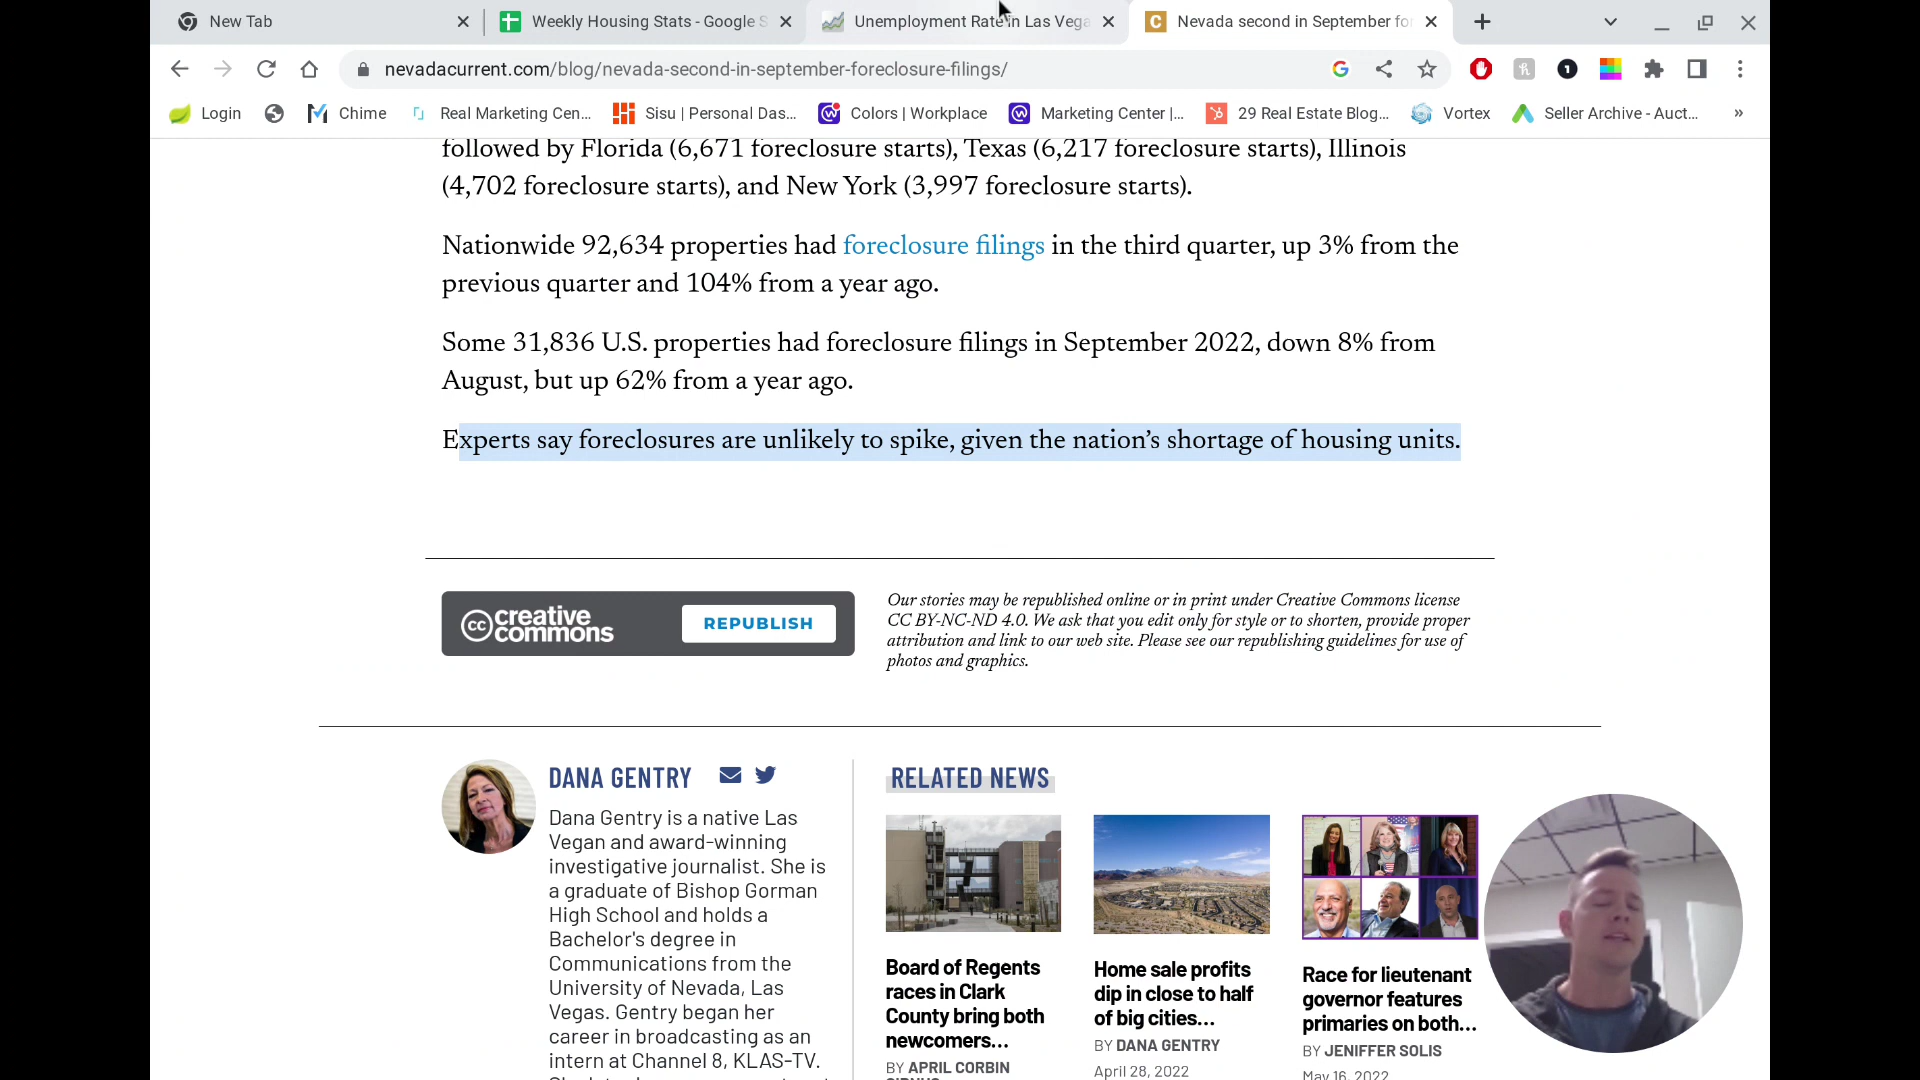 New Tab
Weekly Housing Stats - Google S
Unemployment Rate in Las Vega
Nevada second in September for
nevadacurrent.com/blog/nevada-second-in-september-foreclosure-filings/
Login
Chime
Real Marketing Cen...
Sisu | Personal Das...
Colors | Workplace
Marketing Center |...
29 Real Estate Blog...
Vortex
Seller Archive - Auct...
»
followed by Florida (6,671 foreclosure starts), Texas (6,217 foreclosure starts), Illinois
(4,702 foreclosure starts), and New York (3,997 foreclosure starts).
Nationwide 92,634 properties had foreclosure filings in the third quarter, up 3% from the
previous quarter and 104% from a year ago.
Some 31,836 U.S. properties had foreclosure filings in September 2022, down 8% from
August, but up 62% from a year ago.
Experts say foreclosures are unlikely to spike, given the nation’s shortage of housing units.
cc creative commons
REPUBLISH
Our stories may be republished online or in print under Creative Commons license
CC BY-NC-ND 4.0. We ask that you edit only for style or to shorten, provide proper
attribution and link to our web site. Please see our republishing guidelines for use of
photos and graphics.
DANA GENTRY
Dana Gentry is a native Las
Vegan and award-winning
investigative journalist. She is
a graduate of Bishop Gorman
High School and holds a
Bachelor's degree in
Communications from the
University of Nevada, Las
Vegas. Gentry began her
career in broadcasting as an
intern at Channel 8, KLAS-TV.
RELATED NEWS
Board of Regents
races in Clark
County bring both
newcomers...
BY APRIL CORBIN
Home sale profits
dip in close to half
of big cities...
BY DANA GENTRY
April 28, 2022
Race for lieutenant
governor features
primaries on both...
BY JENIFFER SOLIS
May 16, 2022